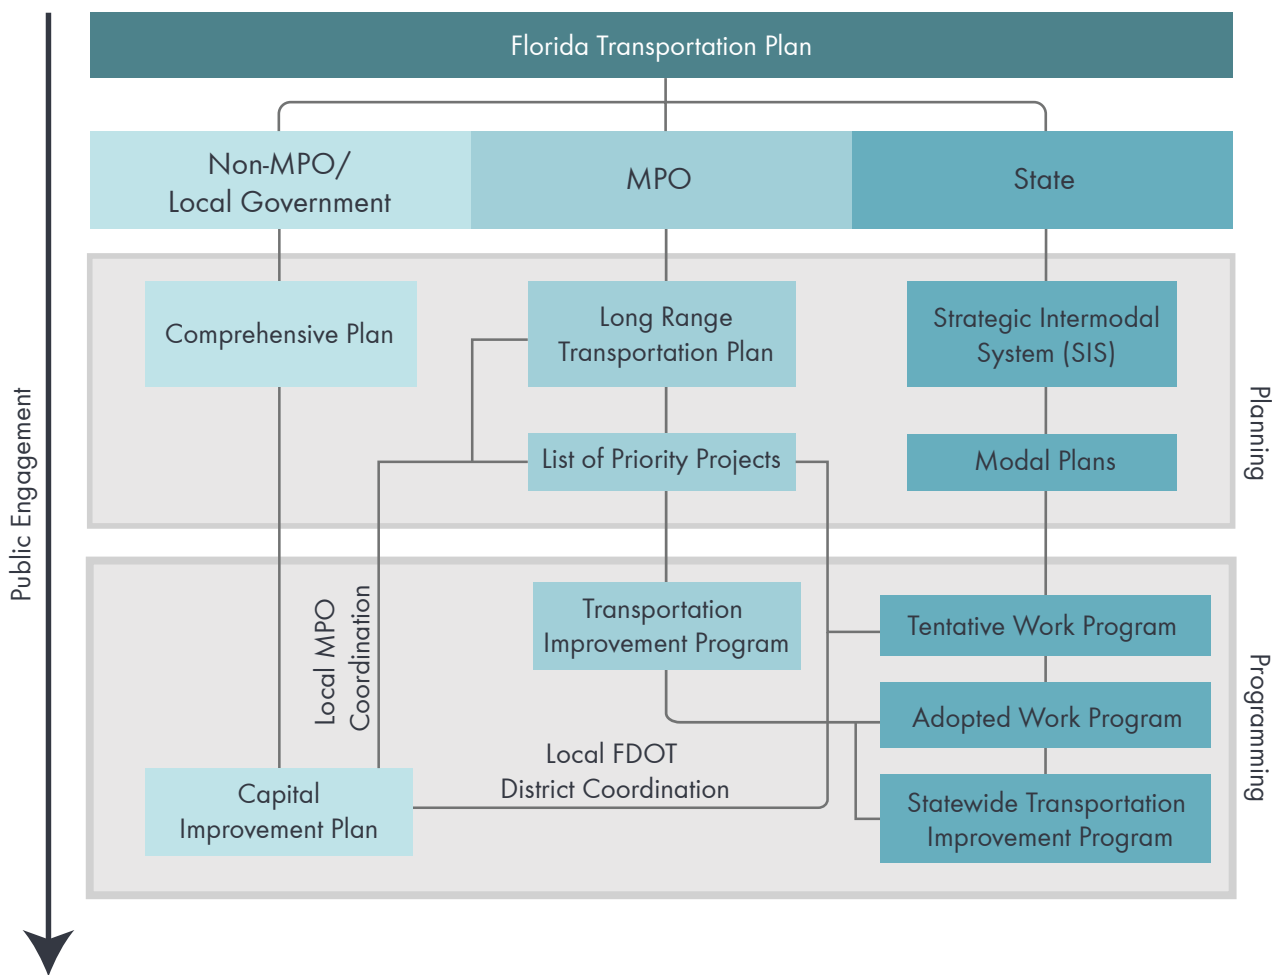 Florida Transportation Plan
Non-MPO/
Local Government
MPO
State
Comprehensive Plan
Long Range
Transportation Plan
Strategic Intermodal
System (SIS)
List of Priority Projects
Modal Plans
Planning
Public Engagement
Transportation
Improvement Program
Tentative Work Program
Local MPO
Coordination
Adopted Work Program
Local FDOT
District Coordination
Capital
Improvement Plan
Statewide Transportation
Improvement Program
Programming